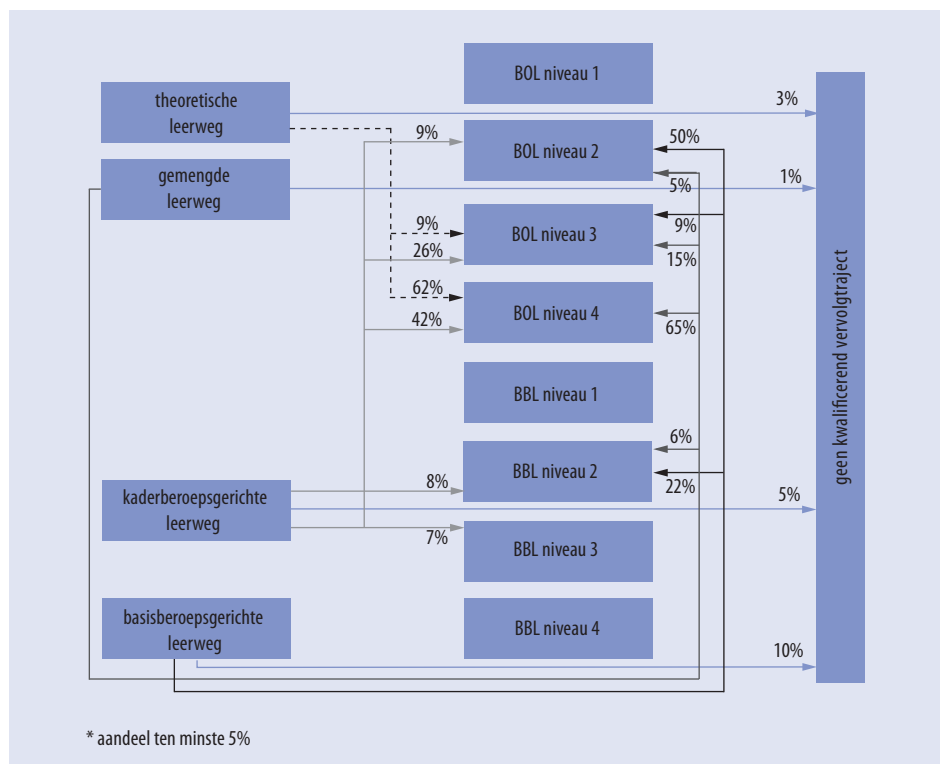 BOL niveau 1
theoretische
leerweg
3%
9%
BOL niveau 2
50%
gemengde
leerweg
5%
1%
9%
BOL niveau 3
9%
26%
15%
62%
BOL niveau 4
42%
65%
BBL niveau 1
geen kwalificerend vervolgtraject
6%
kaderberoepsgerichte
leerweg
8%
BBL niveau 2
22%
5%
7%
BBL niveau 3
basisberoepsgerichte
leerweg
BBL niveau 4
10%
* aandeel ten minste 5%